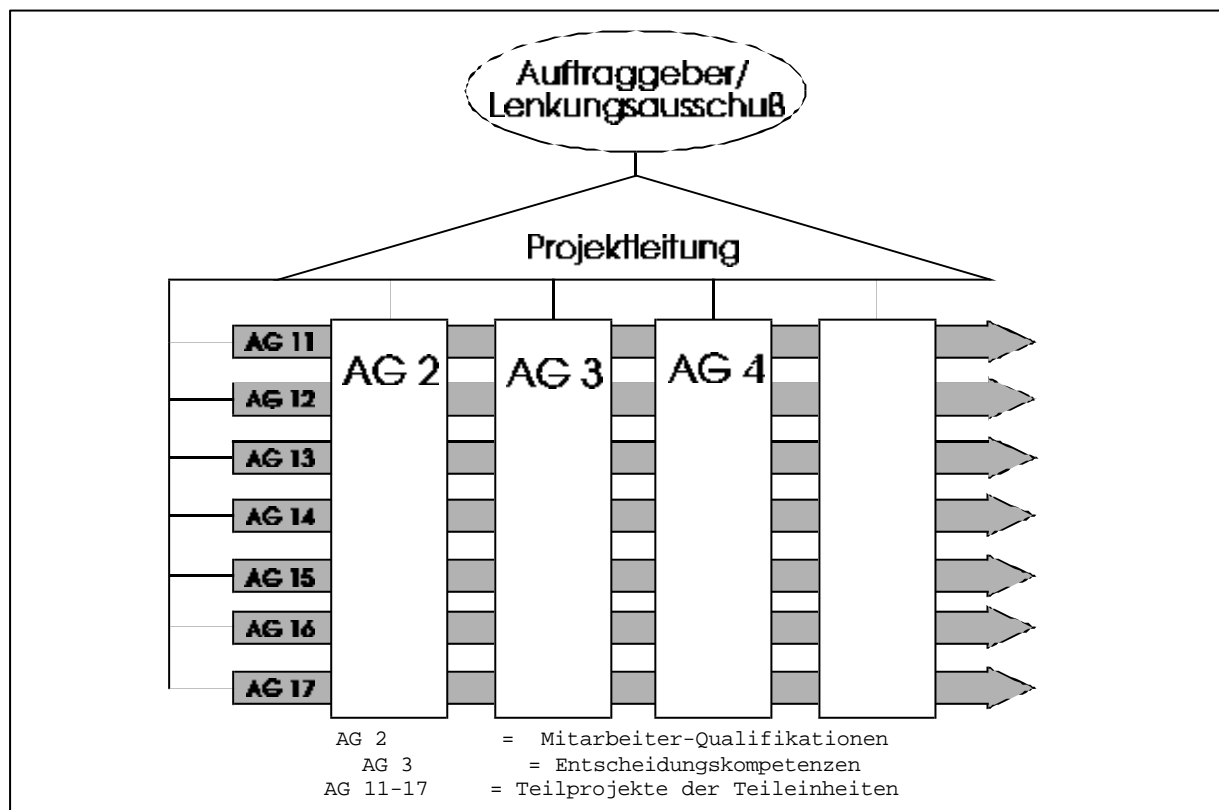 Auftraggeber/
Lenkungsausschuß
Projektleitung
AG 11
AG 2
AG 3
AG 4
AG 12
AG 13
AG 14
AG 15
AG 16
AG 17
AG 2 = Mitarbeiter-Qualifikationen
AG 3 = Entscheidungskompetenzen
AG 11-17 = Teilprojekte der Teileinheiten